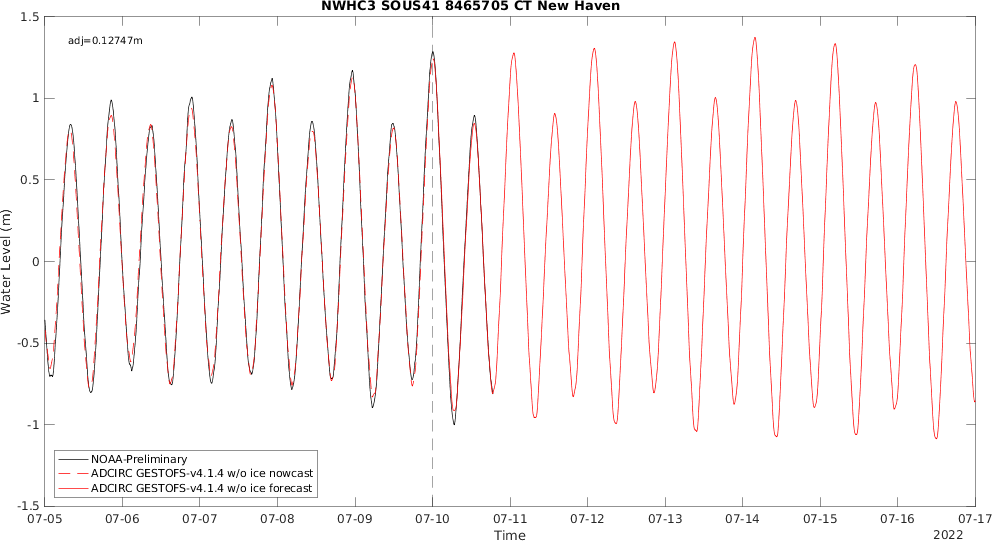 NWHC3 SOUS41 8465705 CT New Haven
adj=0.12747m
1.5
1
0.5
0
-0.5
-1
-1.5
Water Level (m)
NOAA-Preliminary
ADCIRC GESTOFS-v4.1.4 w/o ice nowcast
ADCIRC GESTOFS-v4.1.4 w/o ice forecast
07-05 07-06 07-07 07-08 07-09 07-10 07-11 07-12 07-13 07-14 07-15 07-16 07-17
Time
2022